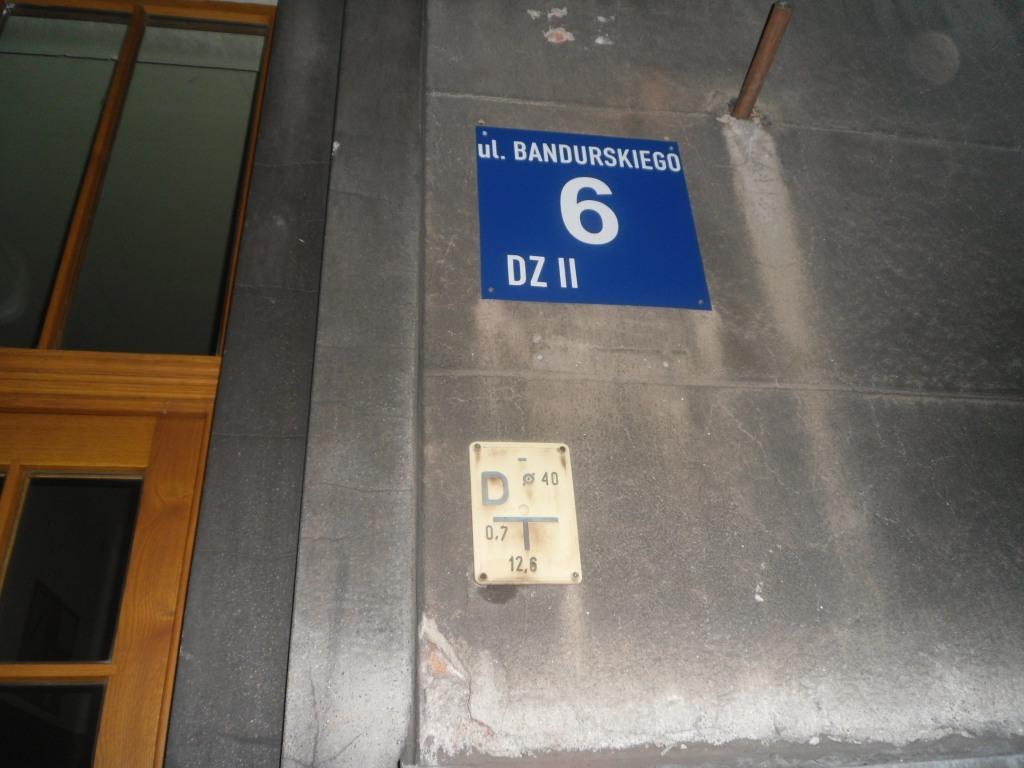 ul. BANDURSKIEGO
6
DZ II
D ⌀ 40
0,7
12,6